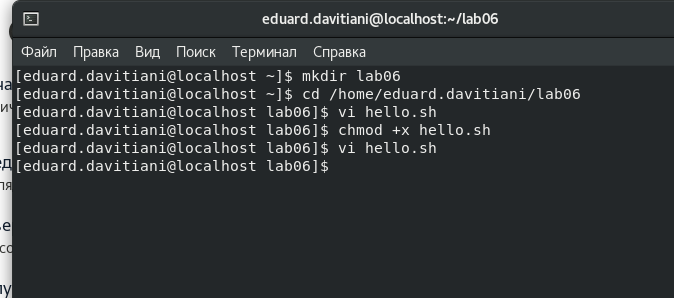 eduard.davitiani@localhost:~/lab06
Файл Правка Вид Поиск Терминал Справка
[eduard.davitiani@localhost ~]$ mkdir lab06
[eduard.davitiani@localhost ~]$ cd /home/eduard.davitiani/lab06
[eduard.davitiani@localhost lab06]$ vi hello.sh
[eduard.davitiani@localhost lab06]$ chmod +x hello.sh
[eduard.davitiani@localhost lab06]$ vi hello.sh
[eduard.davitiani@localhost lab06]$